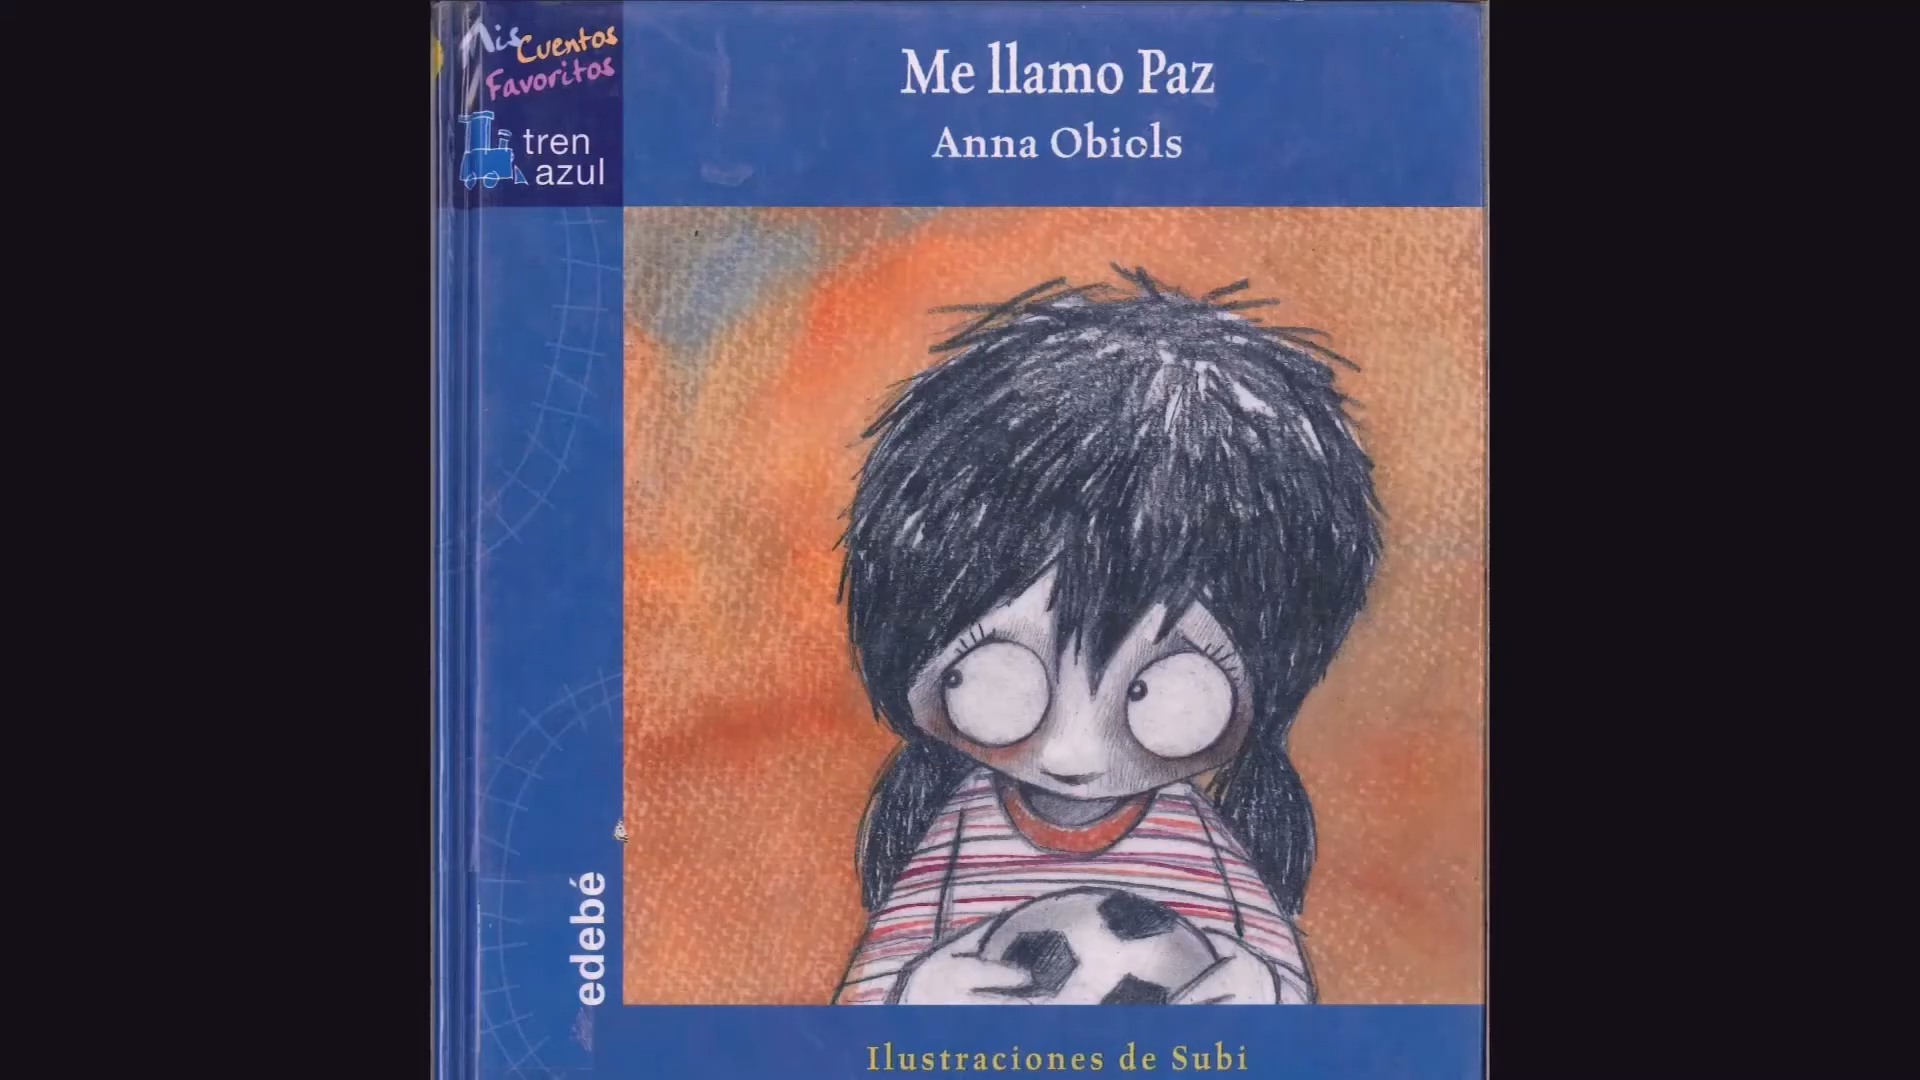 Mis
Cuentos
Favoritos
tren
azul
Me llamo Paz
Anna Obiols
edebé
Ilustraciones de Subi